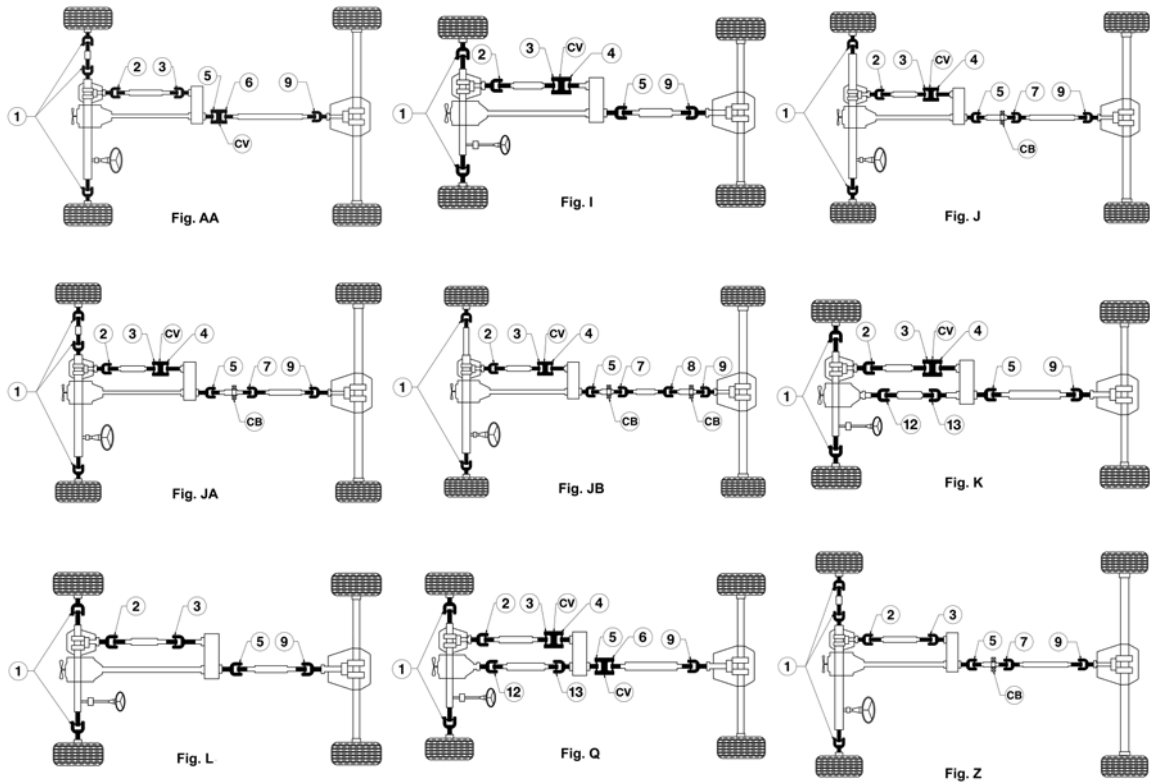 2 3 5 6 9
1
CV
Fig. AA
CV
2 3 4
5 9
1
Fig. I
CV
2 3 4
5 7 9
1
CB
Fig. J
CV
2 3 4
5 7 9
1
CB
Fig. JA
CV
2 3 4
5 7 8 9
1
CB CB
Fig. JB
CV
2 3 4
5 9
1
12 13
Fig. K
2 3
5 9
1
Fig. L
CV
2 3 4
5 6 9
1
12 13 CV
Fig. Q
2 3
5 7 9
1
CB
Fig. Z